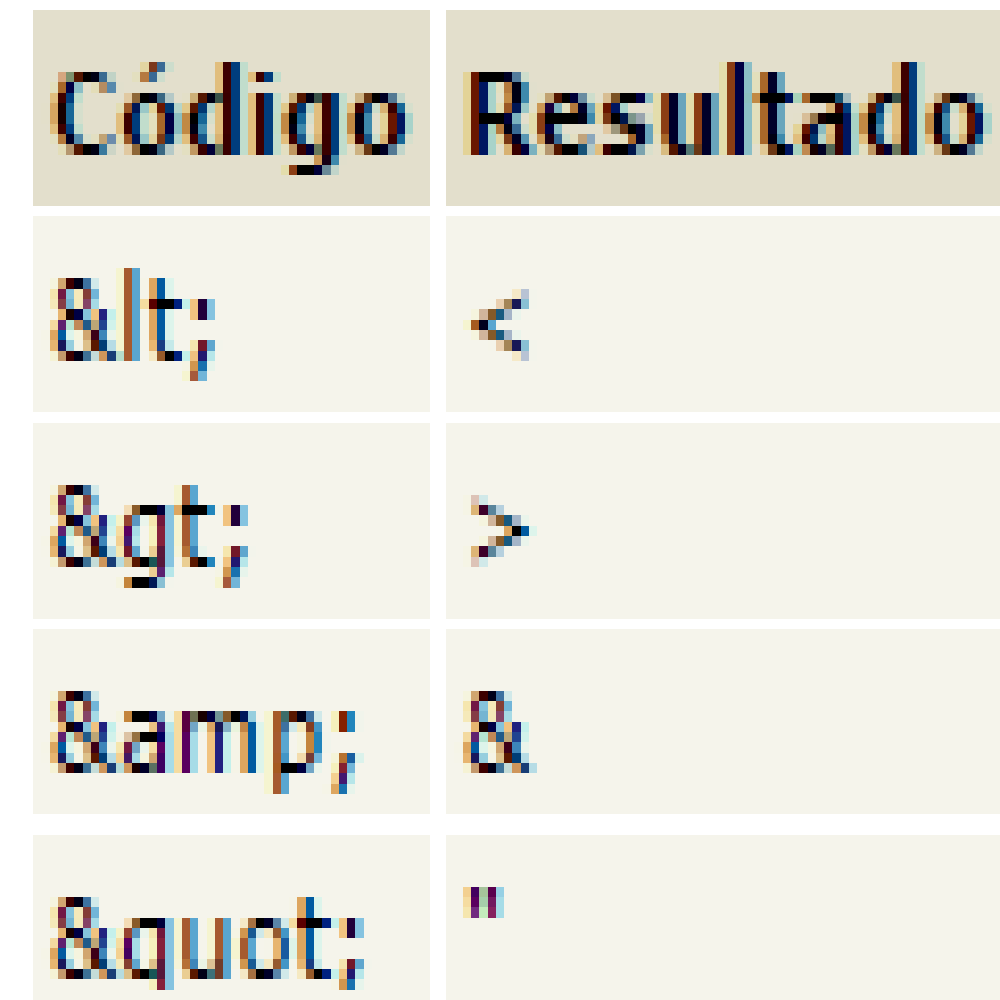 Código Resultado
&lt; <
&gt; >
&amp; &
&quot; "